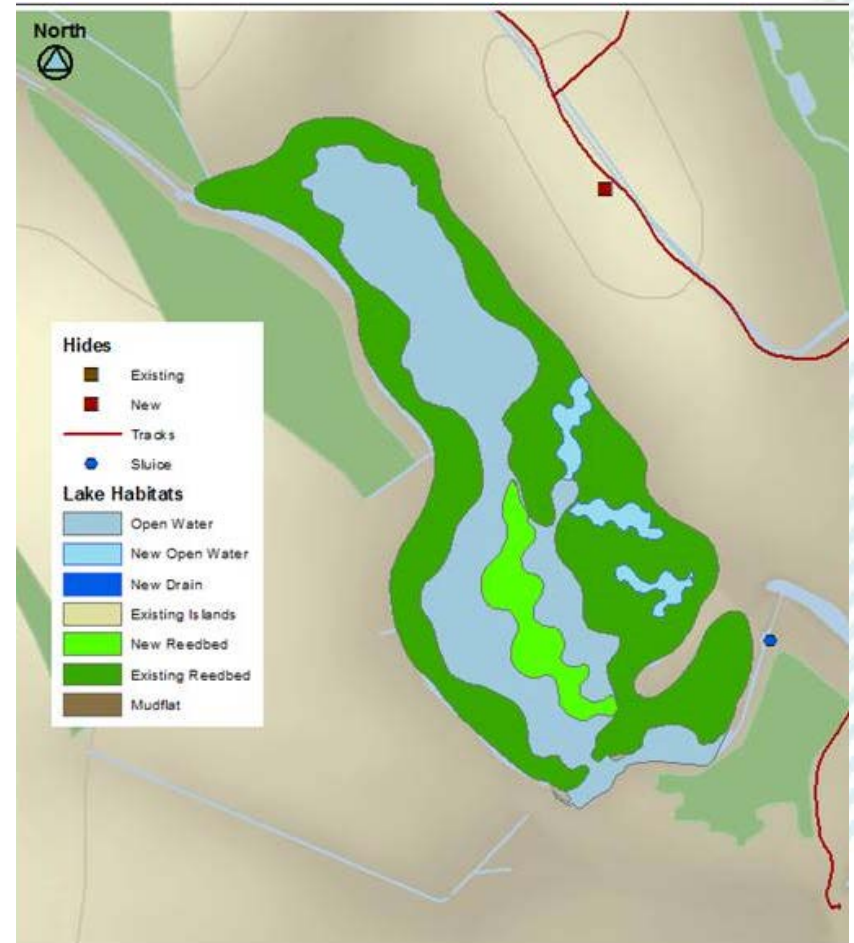 North
Hides
Existing
New
Tracks
Sluice
Lake Habitats
Open Water
New Open Water
New Drain
Existing Islands
New Reedbed
Existing Reedbed
Mudflat